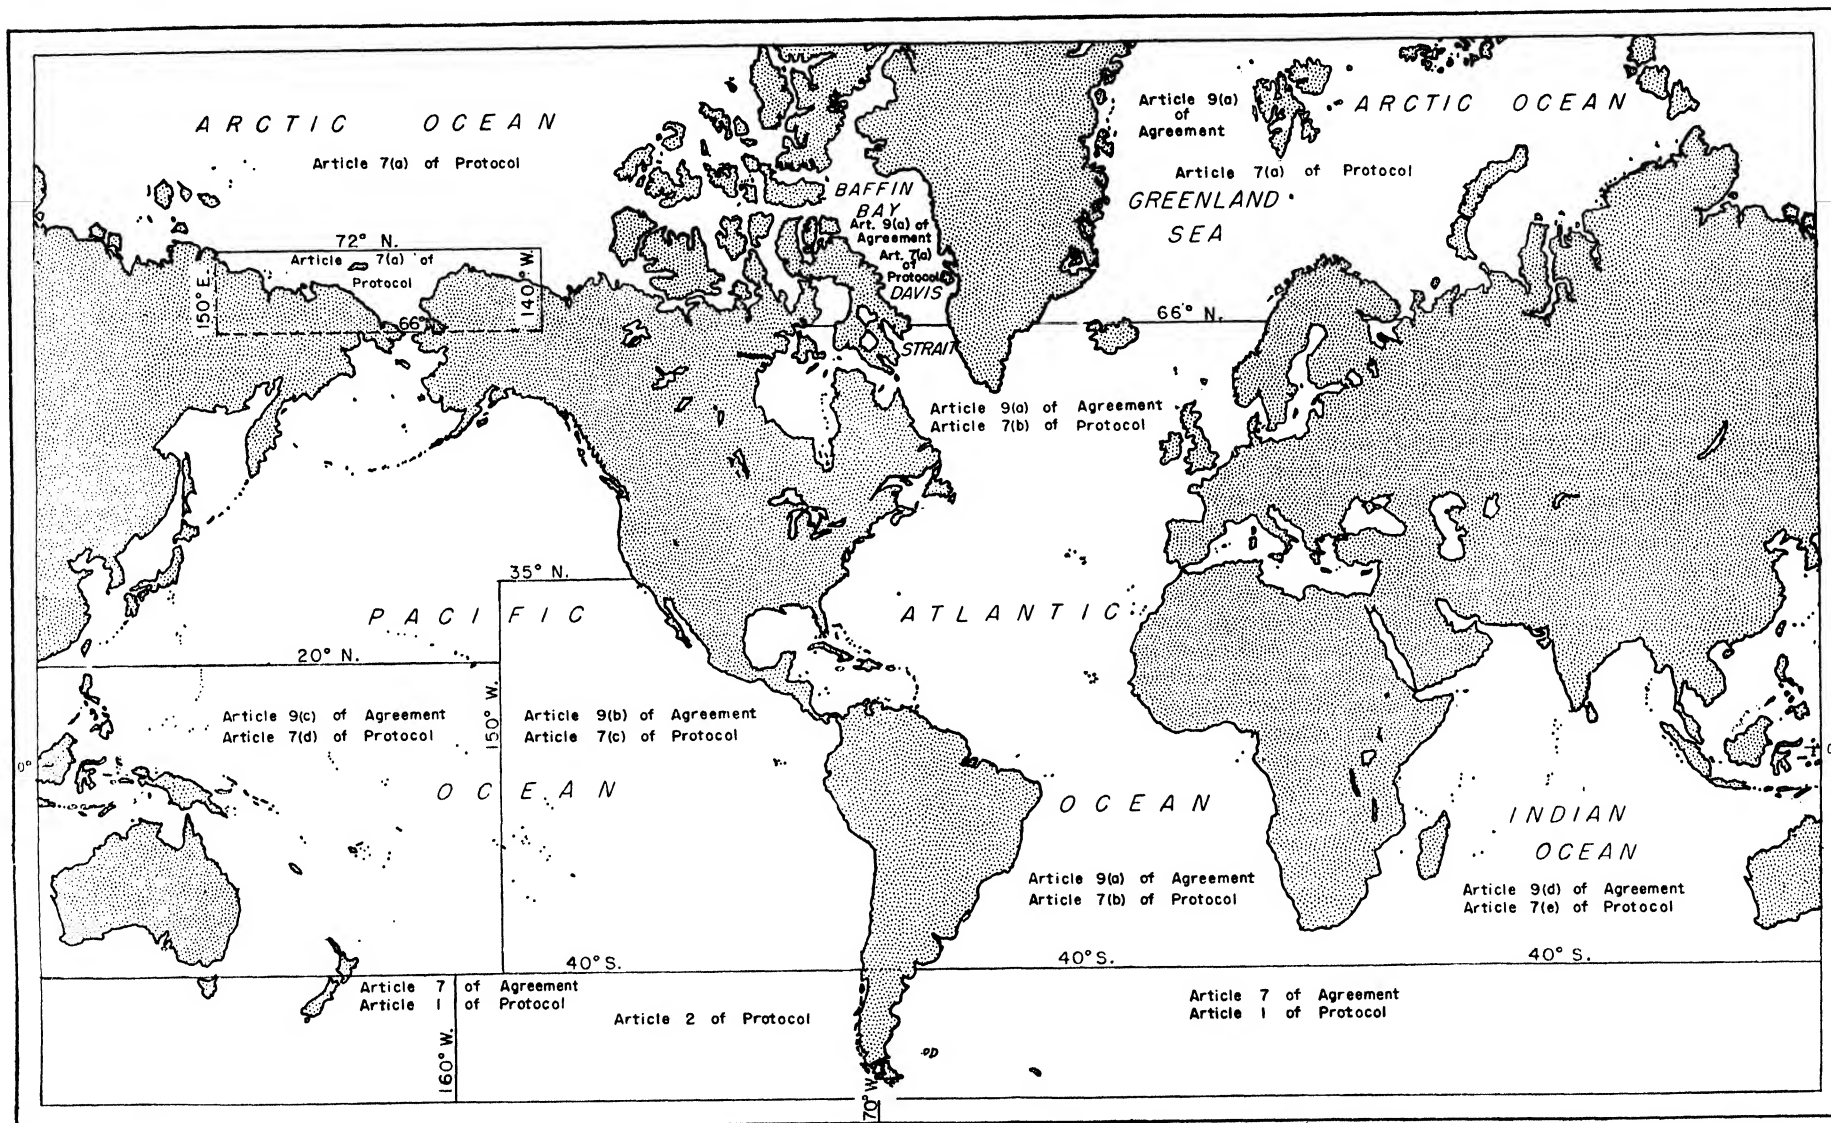 ARCTIC OCEAN
Article 7(a) of Protocol
Article 9(a)
of
Agreement
ARCTIC OCEAN
Article 7(a) of Protocol
GREENLAND
SEA
BAFFIN
BAY
Art. 9(a) of
Agreement
Art. 7(a)
of
Protocol
DAVIS
STRAIT
72° N.
Article 7(a) of
Protocol
150° E.
140° W.
66°
66° N.
Article 9(a) of Agreement
Article 7(b) of Protocol
35° N.
PACIFIC
ATLANTIC
20° N.
150° W.
Article 9(c) of Agreement
Article 7(d) of Protocol
Article 9(b) of Agreement
Article 7(c) of Protocol
0°
OCEAN
OCEAN
INDIAN
OCEAN
Article 9(a) of Agreement
Article 7(b) of Protocol
Article 9(d) of Agreement
Article 7(e) of Protocol
40° S.
40° S.
40° S.
Article 7 of Agreement
Article 1 of Protocol
160° W.
Article 2 of Protocol
Article 7 of Agreement
Article 1 of Protocol
70° W.